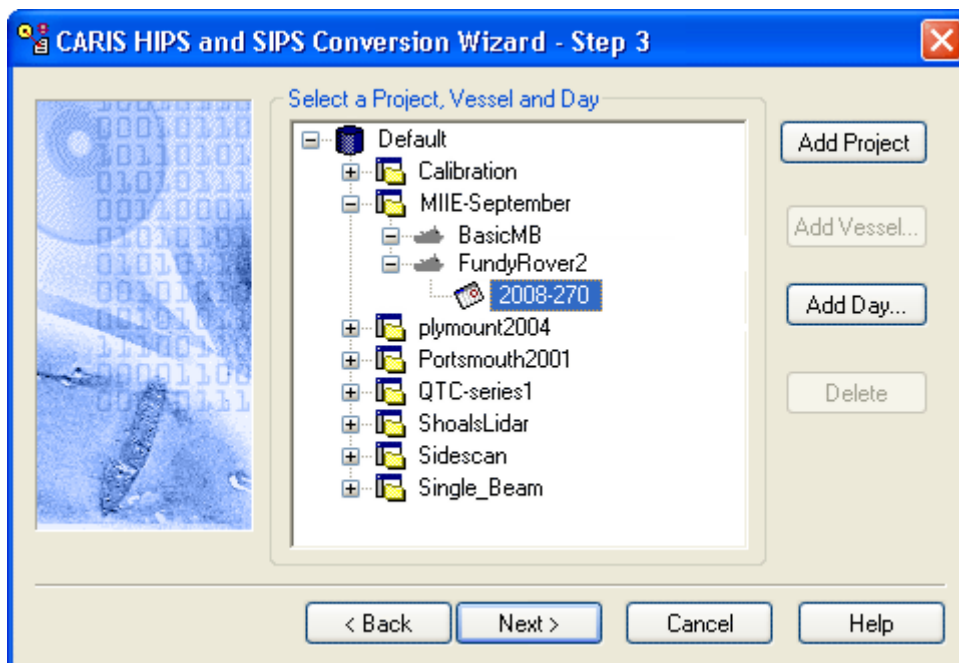 CARIS HIPS and SIPS Conversion Wizard - Step 3
Select a Project, Vessel and Day
Default
Calibration
MIIE-September
BasicMB
FundyRover2
2008-270
plymount2004
Portsmouth2001
QTC-series1
ShoalsLidar
Sidescan
Single_Beam
Add Project
Add Vessel...
Add Day...
Delete
< Back
Next >
Cancel
Help